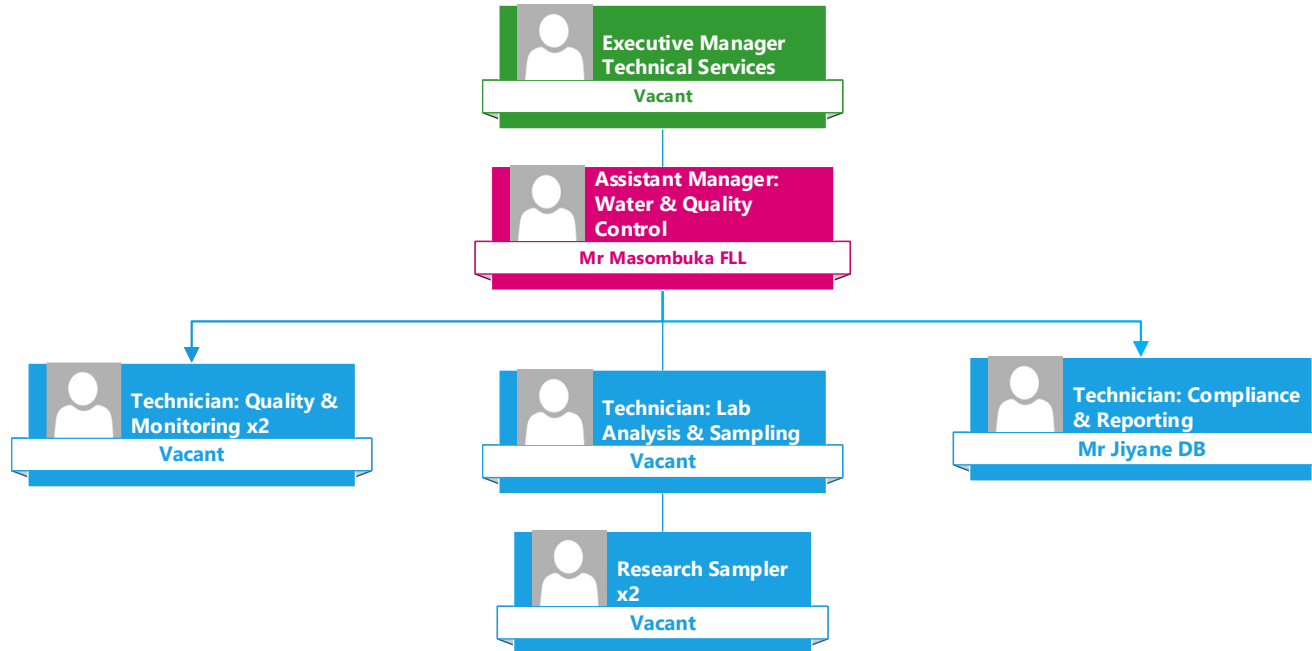 Executive Manager
Technical Services
Vacant
Assistant Manager:
Water & Quality
Control
Mr Masombuka FLL
Technician: Quality &
Monitoring x2
Vacant
Technician: Lab
Analysis & Sampling
Vacant
Technician: Compliance
& Reporting
Mr Jiyane DB
Research Sampler
x2
Vacant